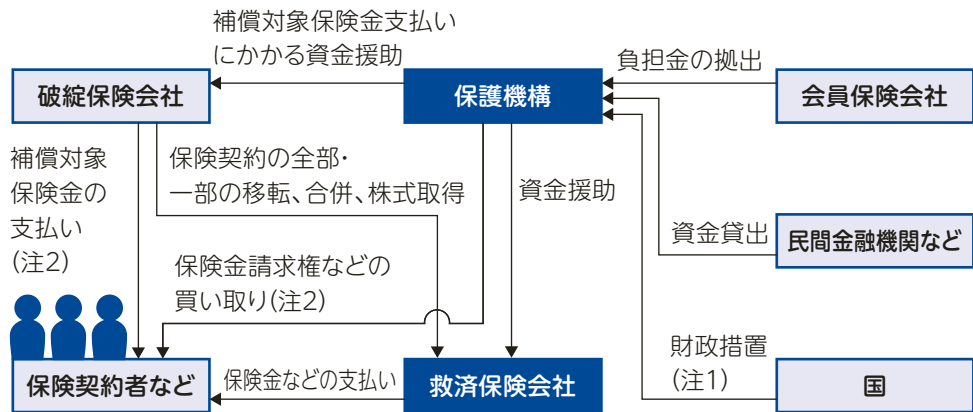 補償対象保険金支払い
にかかる資金援助
負担金の拠出
破綻保険会社
保護機構
会員保険会社
補償対象
保険金の
支払い
(注2)
保険契約の全部・
一部の移転、合併、株式取得
資金援助
資金貸出
民間金融機関など
保険金請求権などの
買い取り(注2)
財政措置
(注1)
保険契約者など
保険金などの支払い
救済保険会社
国